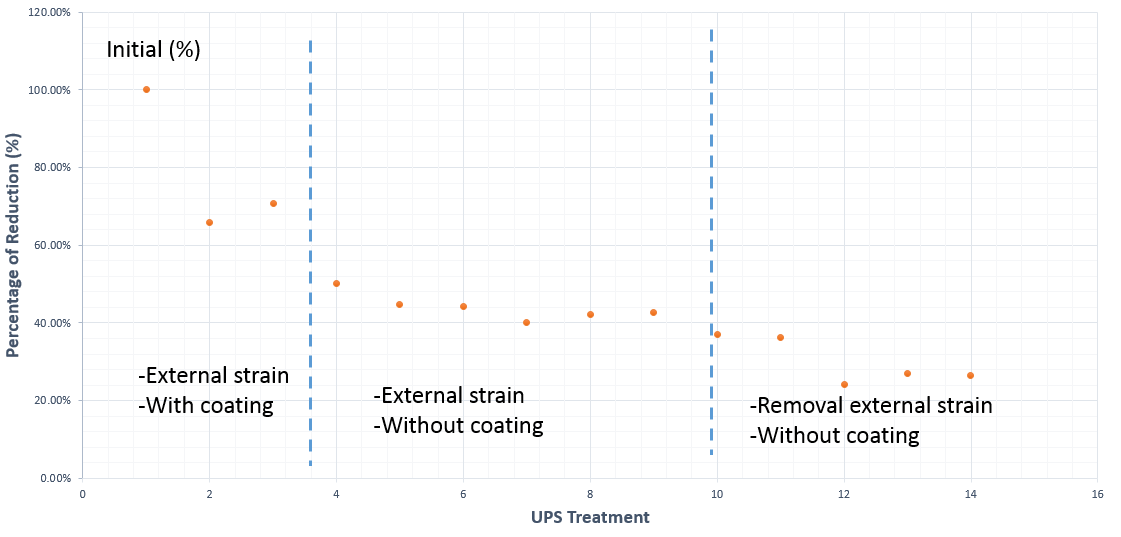 120.00%
Initial (%)
100.00%
80.00%
60.00%
40.00%
20.00%
0.00%
Percentage of Reduction (%)
-External strain
-With coating
-External strain
-Without coating
-Removal external strain
-Without coating
0 2 4 6 8 10 12 14 16
UPS Treatment